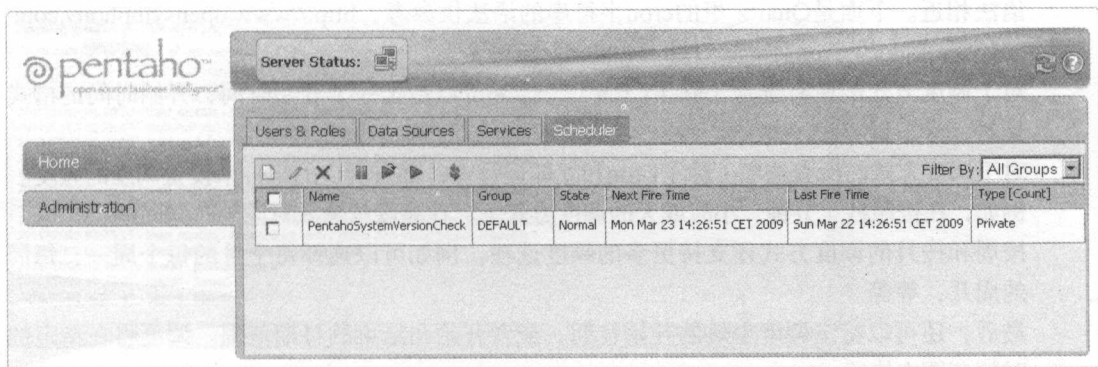 pentaho™
open source business intelligence™
Server Status:
Users & Roles
Data Sources
Services
Scheduler
Home
Administration
Filter By: All Groups
Name Group State Next Fire Time Last Fire Time Type [Count]
PentahoSystemVersionCheck DEFAULT Normal Mon Mar 23 14:26:51 CET 2009 Sun Mar 22 14:26:51 CET 2009 Private